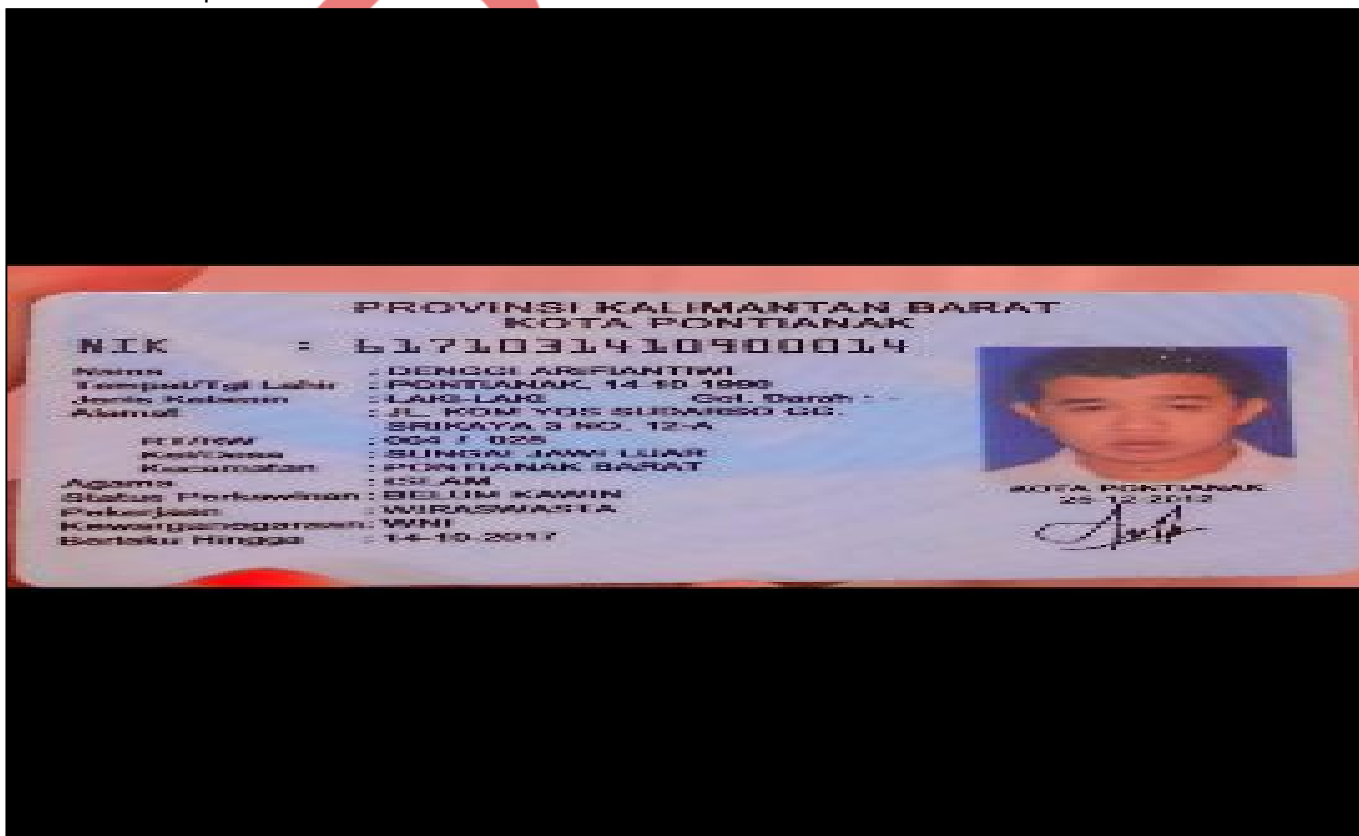 PROVINSI KALIMANTAN BARAT
KOTA PONTIANAK
NIK : 6171031410900014
Nama : DENGGI ARIFIANTIWI
Tempat/Tgl Lahir : PONTIANAK, 14-10-1990
Jenis Kelamin : LAKI-LAKI Gol. Darah : -
Alamat : JL. KOM YOS SUDARSO GG.
SRIKAYA 3 NO. 12-A
RT/RW : 004 / 025
Kel/Desa : SUNGAI JAWI LUAR
Kecamatan : PONTIANAK BARAT
Agama : ISLAM
Status Perkawinan : BELUM KAWIN
Pekerjaan : WIRASWASTA
Kewarganegaraan : WNI
Berlaku Hingga : 14-10-2017
KOTA PONTIANAK
25-12-2012